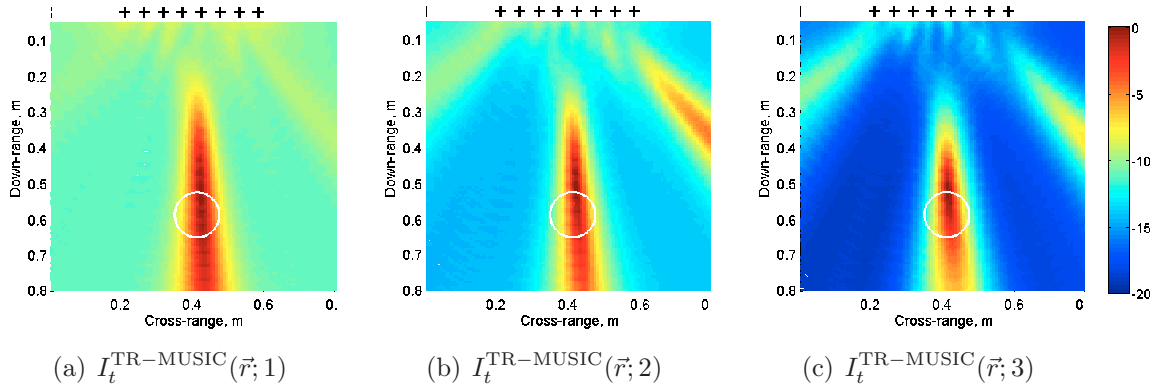 0.1
0.2
0.3
0.4
0.5
0.6
0.7
0.8
Down-range, m
0.2 0.4 0.6 0.
Cross-range, m
(a) I_t^{TR−MUSIC}(r⃗; 1)
0.1
0.2
0.3
0.4
0.5
0.6
0.7
0.8
Down-range, m
0.2 0.4 0.6 0
Cross-range, m
(b) I_t^{TR−MUSIC}(r⃗; 2)
0.1
0.2
0.3
0.4
0.5
0.6
0.7
0.8
Down-range, m
0.2 0.4 0.6 0
Cross-range, m
(c) I_t^{TR−MUSIC}(r⃗; 3)
0
-5
-10
-15
-20